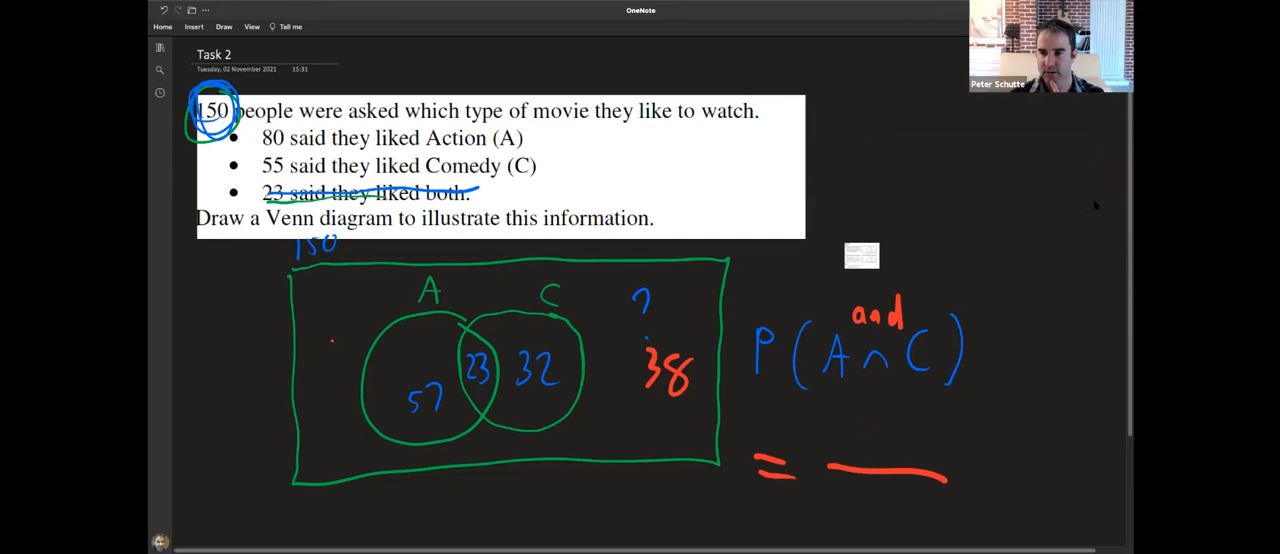 OneNote
Home Insert Draw View Tell me
Task 2
Tuesday, 02 November 2021 15:31
Peter Schutte
150 people were asked which type of movie they like to watch.
• 80 said they liked Action (A)
• 55 said they liked Comedy (C)
• 23 said they liked both.
Draw a Venn diagram to illustrate this information.
150
A C ?
57 23 32 38
and
P(A∩C)
=